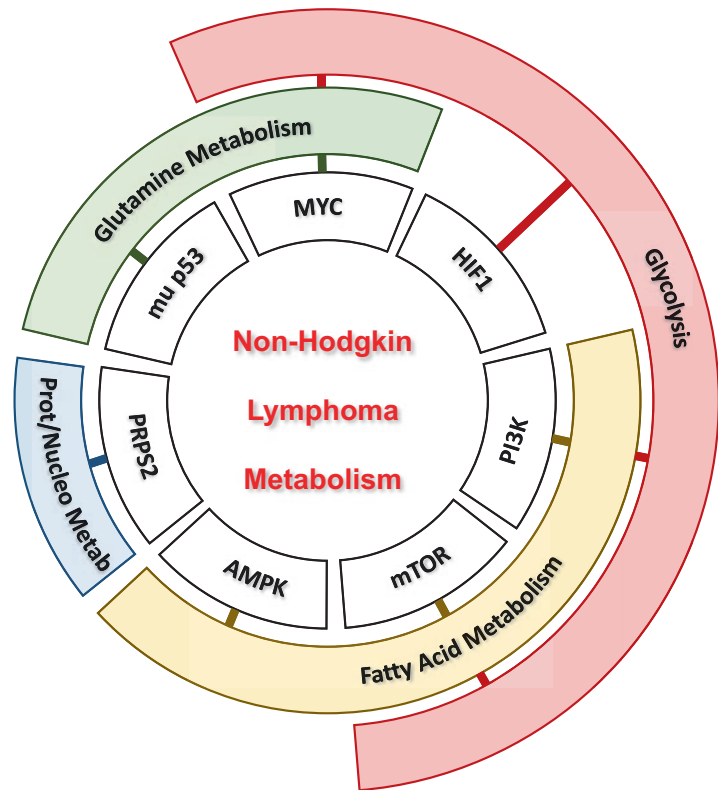 Non-Hodgkin
Lymphoma
Metabolism
MYC
HIF1
PI3K
mTOR
AMPK
PRPS2
mu p53
Glutamine Metabolism
Glycolysis
Fatty Acid Metabolism
Prot/Nucleo Metab